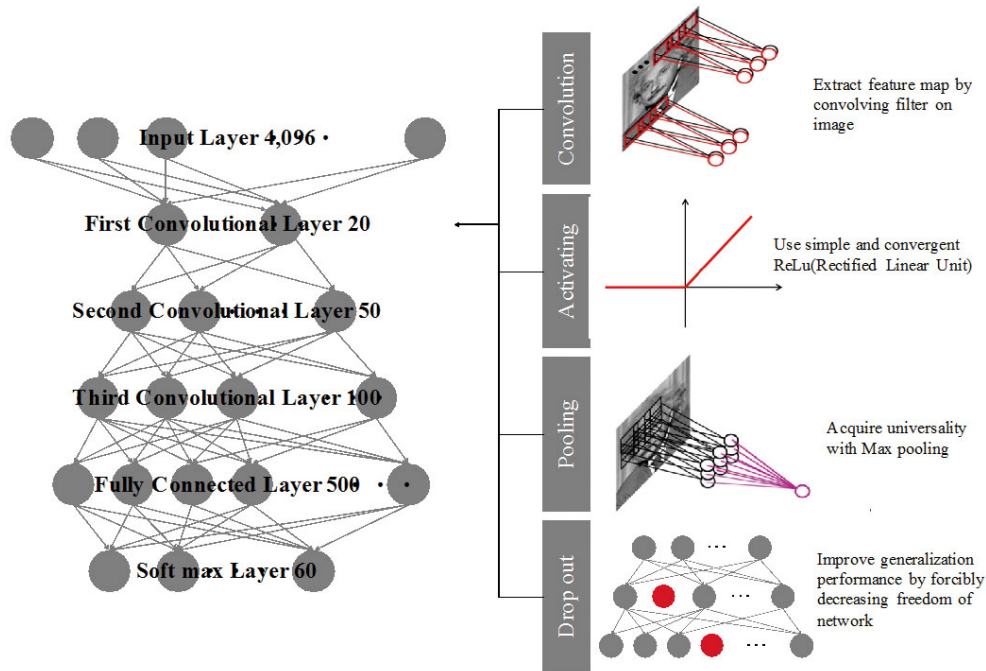 Input Layer 4,096
First Convolutional Layer 20
Second Convolutional Layer 50
Third Convolutional Layer 100
Fully Connected Layer 500
Soft max Layer 60
Convolution
Extract feature map by
convolving filter on
image
Activating
Use simple and convergent
ReLu(Rectified Linear Unit)
Pooling
Acquire universality
with Max pooling
Drop out
Improve generalization
performance by forcibly
decreasing freedom of
network